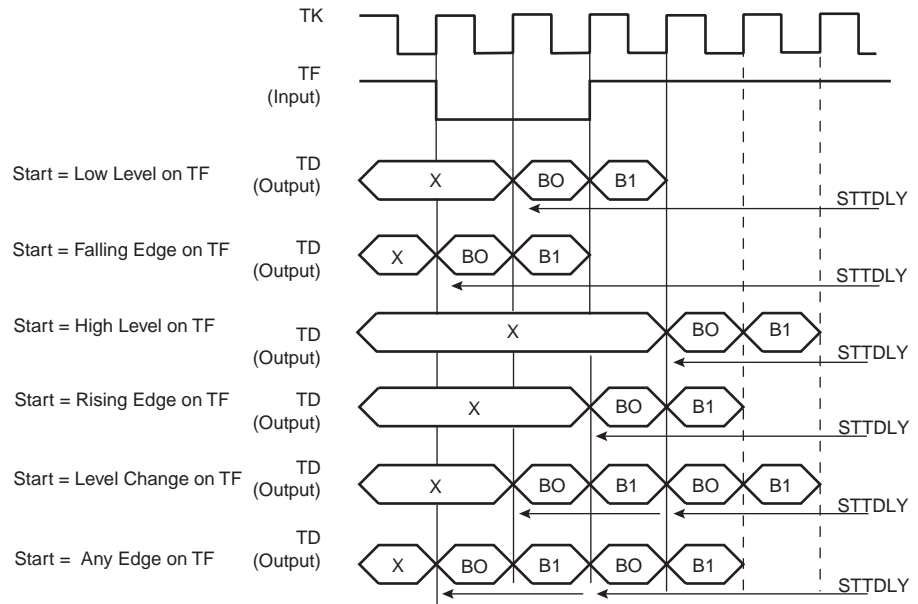 TK
TF
(Input)
Start = Low Level on TF
TD
(Output)
X
BO
B1
STTDLY
Start = Falling Edge on TF
TD
(Output)
X
BO
B1
STTDLY
Start = High Level on TF
TD
(Output)
X
BO
B1
STTDLY
Start = Rising Edge on TF
TD
(Output)
X
BO
B1
STTDLY
Start = Level Change on TF
TD
(Output)
X
BO
B1
BO
B1
STTDLY
Start = Any Edge on TF
TD
(Output)
X
BO
B1
BO
B1
STTDLY